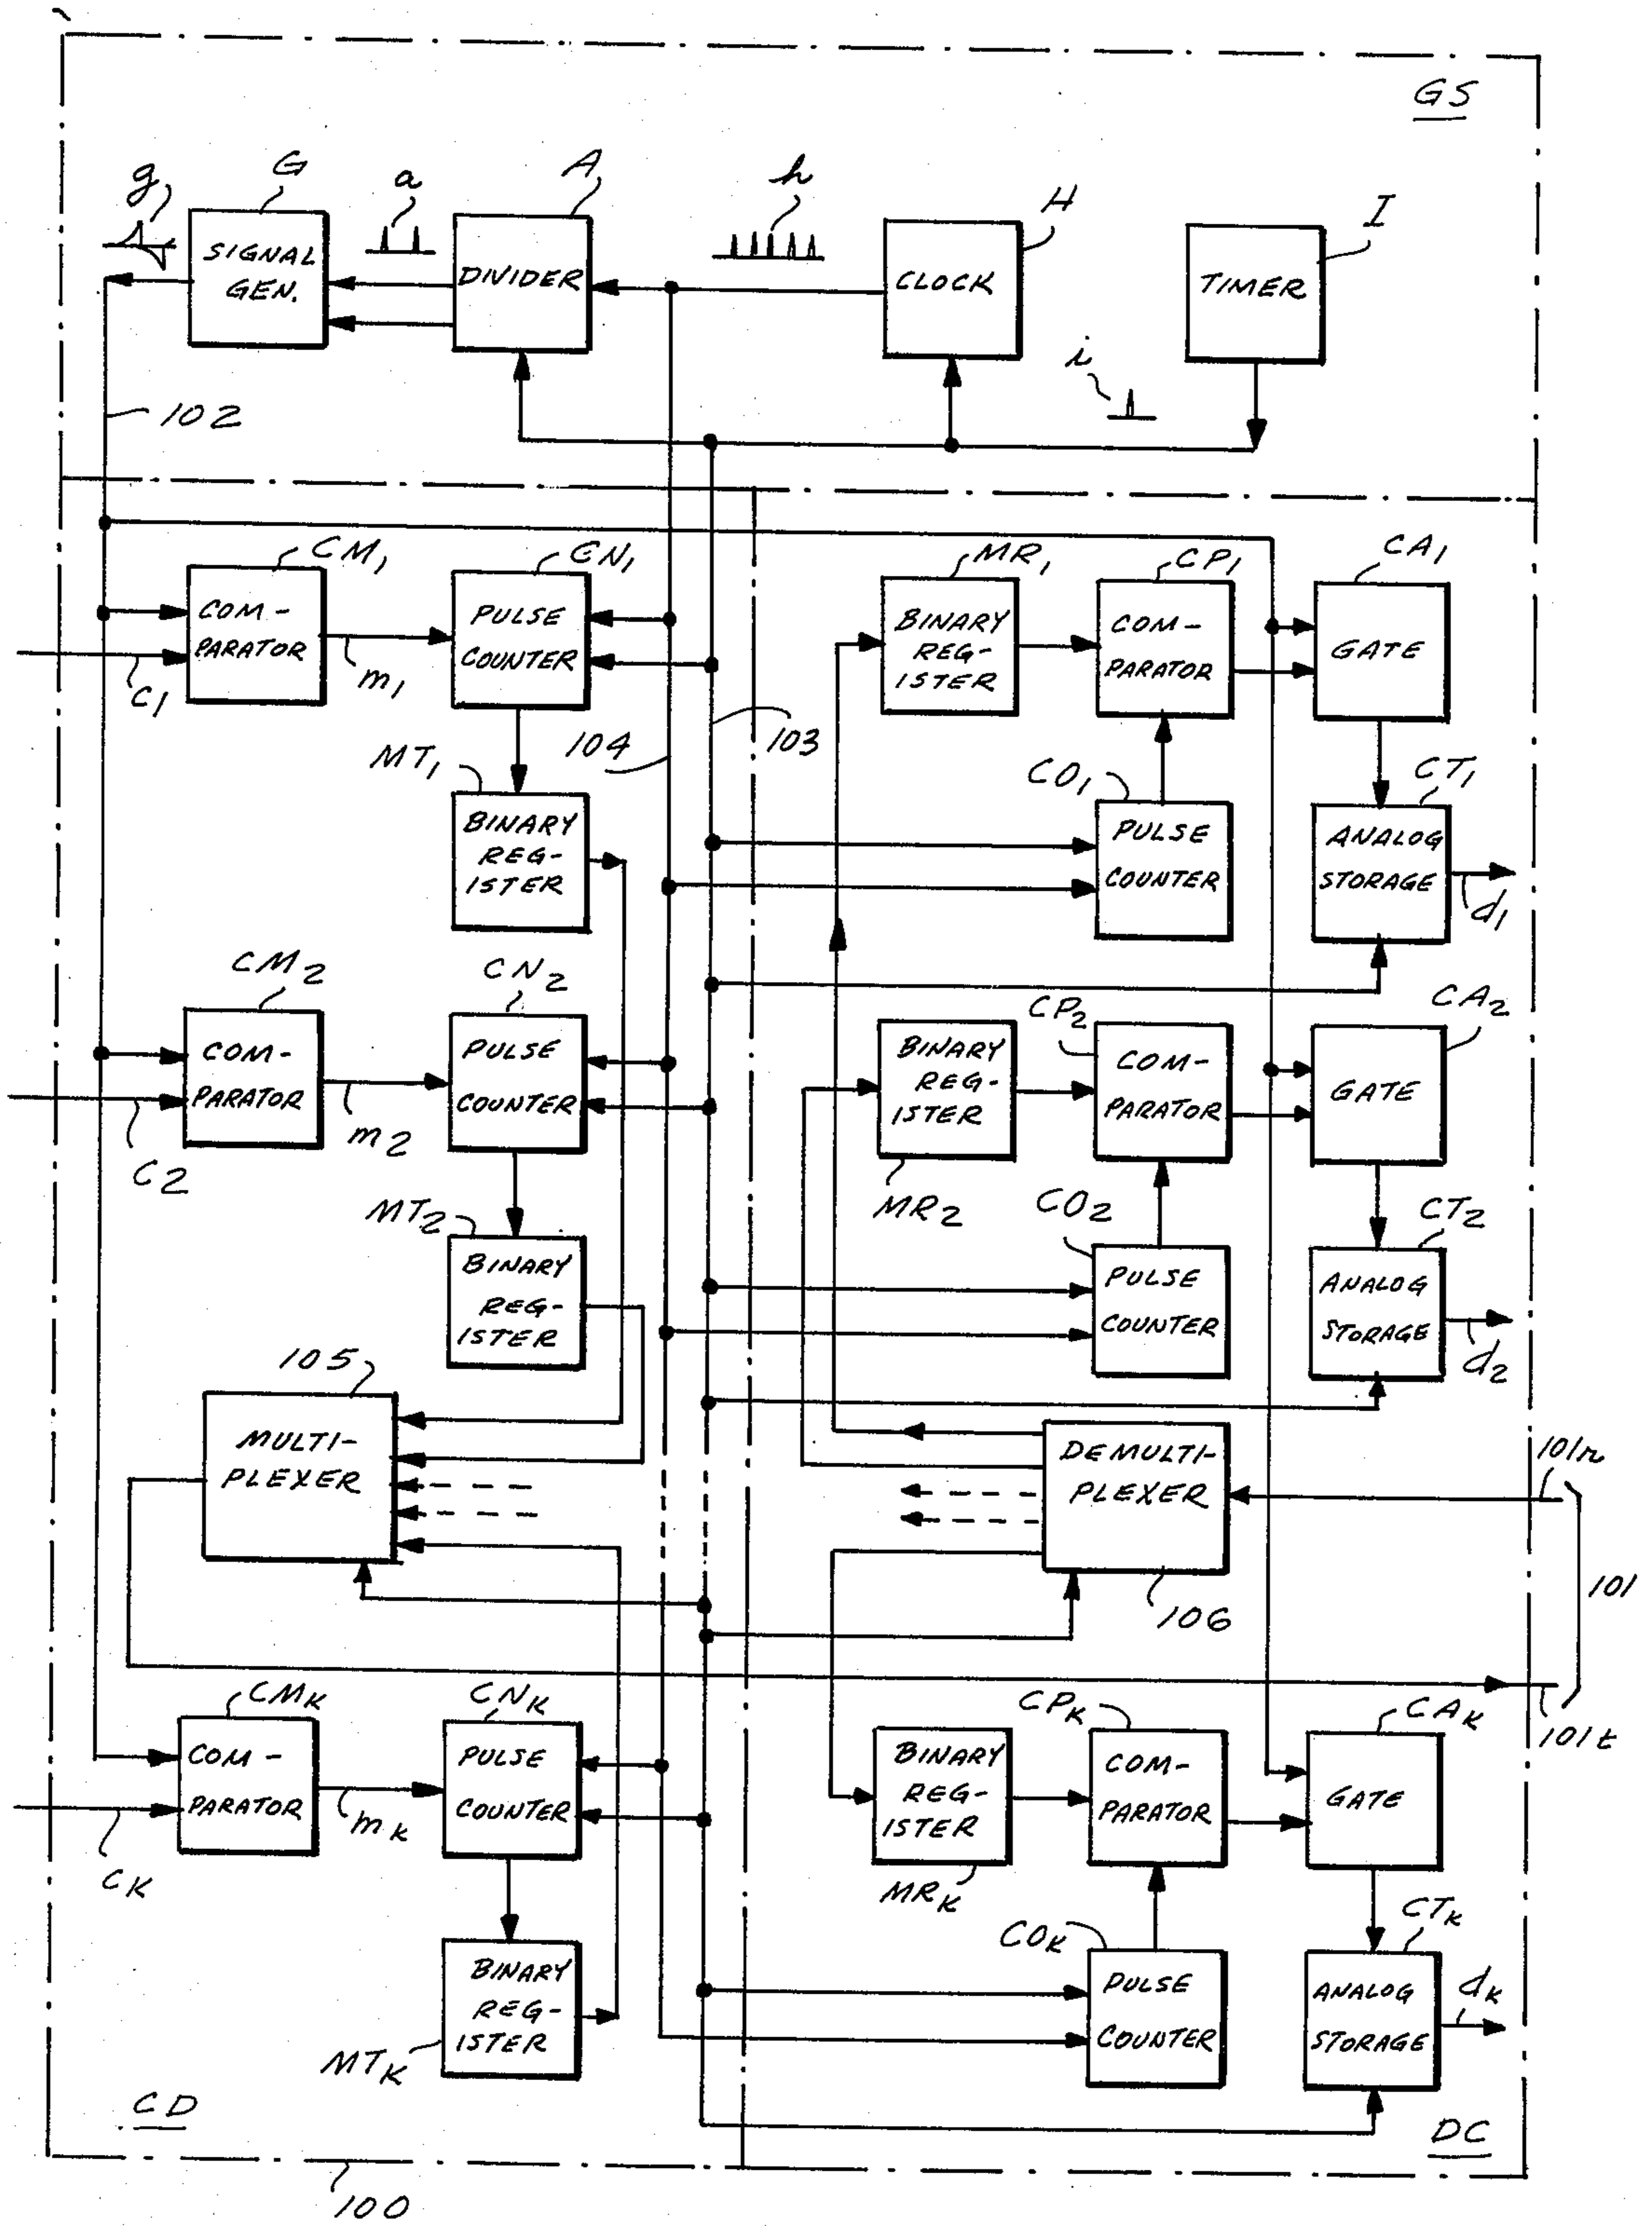 GS
g
G
a
A
h
H
I
SIGNAL
GEN.
DIVIDER
CLOCK
TIMER
i
102
CM1
CN1
MR1
CP1
CA1
COM-
PARATOR
PULSE
COUNTER
BINARY
REG-
ISTER
COM-
PARATOR
GATE
C1
m1
104
103
MT1
CO1
CT1
BINARY
REG-
ISTER
PULSE
COUNTER
ANALOG
STORAGE
d1
CM2
CN2
CP2
CA2
COM-
PARATOR
PULSE
COUNTER
BINARY
REG-
ISTER
COM-
PARATOR
GATE
C2
m2
MT2
MR2
CO2
CT2
BINARY
REG-
ISTER
PULSE
COUNTER
ANALOG
STORAGE
d2
105
MULTI-
PLEXER
DEMULTI-
PLEXER
101r
101
106
101t
CMK
CNK
CPK
CAK
COM-
PARATOR
PULSE
COUNTER
BINARY
REG-
ISTER
COM-
PARATOR
GATE
CK
mK
MRK
COK
CTK
MTK
BINARY
REG-
ISTER
PULSE
COUNTER
ANALOG
STORAGE
dK
CD
DC
100